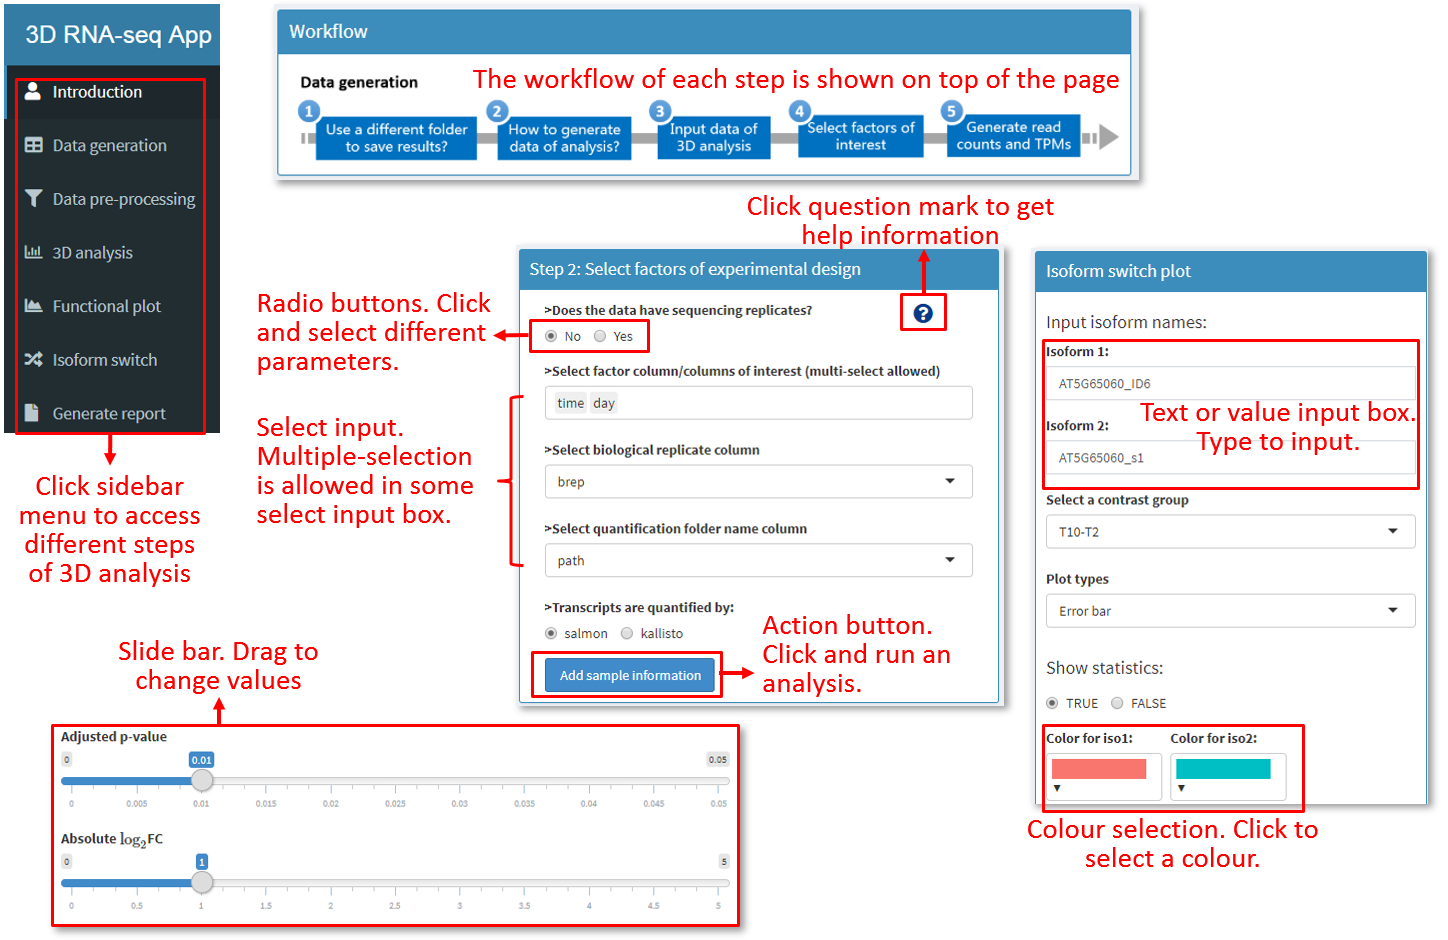 3D RNA-seq App
Introduction
Data generation
Data pre-processing
3D analysis
Functional plot
Isoform switch
Generate report
Click sidebar
menu to access
different steps
of 3D analysis
Workflow
Data generation
The workflow of each step is shown on top of the page
1
Use a different folder
to save results?
2
How to generate
data of analysis?
3
Input data of
3D analysis
4
Select factors of
interest
5
Generate read
counts and TPMs
Click question mark to get
help information
Step 2: Select factors of experimental design
>Does the data have sequencing replicates?
?
No Yes
Radio buttons. Click
and select different
parameters.
>Select factor column/columns of interest (multi-select allowed)
time day
>Select biological replicate column
brep
>Select quantification folder name column
path
Select input.
Multiple-selection
is allowed in some
select input box.
>Transcripts are quantified by:
salmon kallisto
Add sample information
Action button.
Click and run an
analysis.
Isoform switch plot
Input isoform names:
Isoform 1:
AT5G65060_ID6
Isoform 2:
AT5G65060_s1
Text or value input box.
Type to input.
Select a contrast group
T10-T2
Plot types
Error bar
Show statistics:
TRUE FALSE
Color for iso1: Color for iso2:
Colour selection. Click to
select a colour.
Slide bar. Drag to
change values
Adjusted p-value
0 0.01 0.05
0 0.005 0.01 0.015 0.02 0.025 0.03 0.035 0.04 0.045 0.05
Absolute log₂FC
0 1 5
0 0.5 1 1.5 2 2.5 3 3.5 4 4.5 5